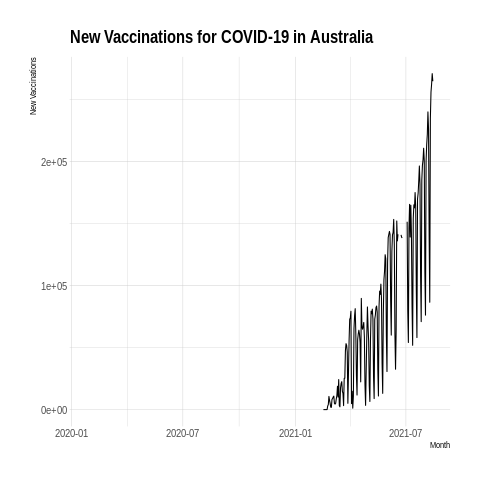 New Vaccinations for COVID-19 in Australia
New Vaccinations
2e+05
1e+05
0e+00
2020-01
2020-07
2021-01
2021-07
Month